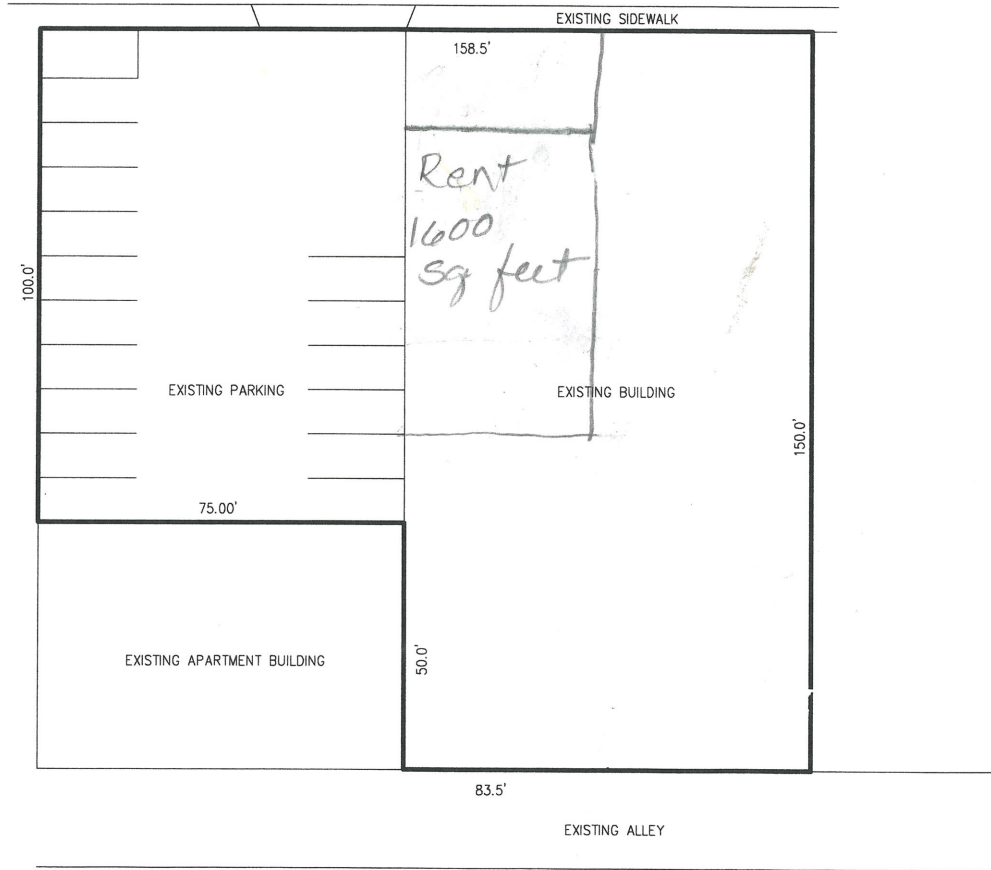 EXISTING SIDEWALK
158.5'
Rent
1600
Sq feet
100.0'
EXISTING PARKING
EXISTING BUILDING
150.0'
75.00'
EXISTING APARTMENT BUILDING
50.0'
83.5'
EXISTING ALLEY